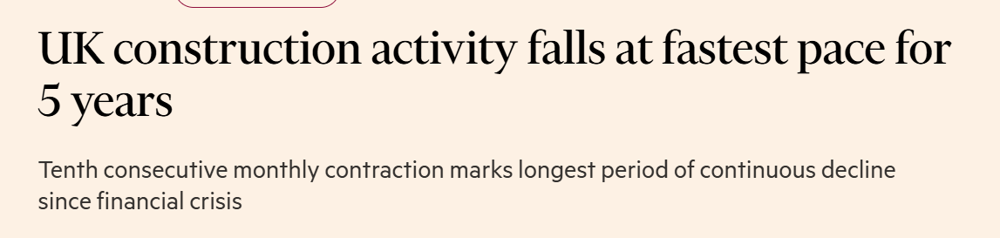 UK construction activity falls at fastest pace for
5 years
Tenth consecutive monthly contraction marks longest period of continuous decline
since financial crisis